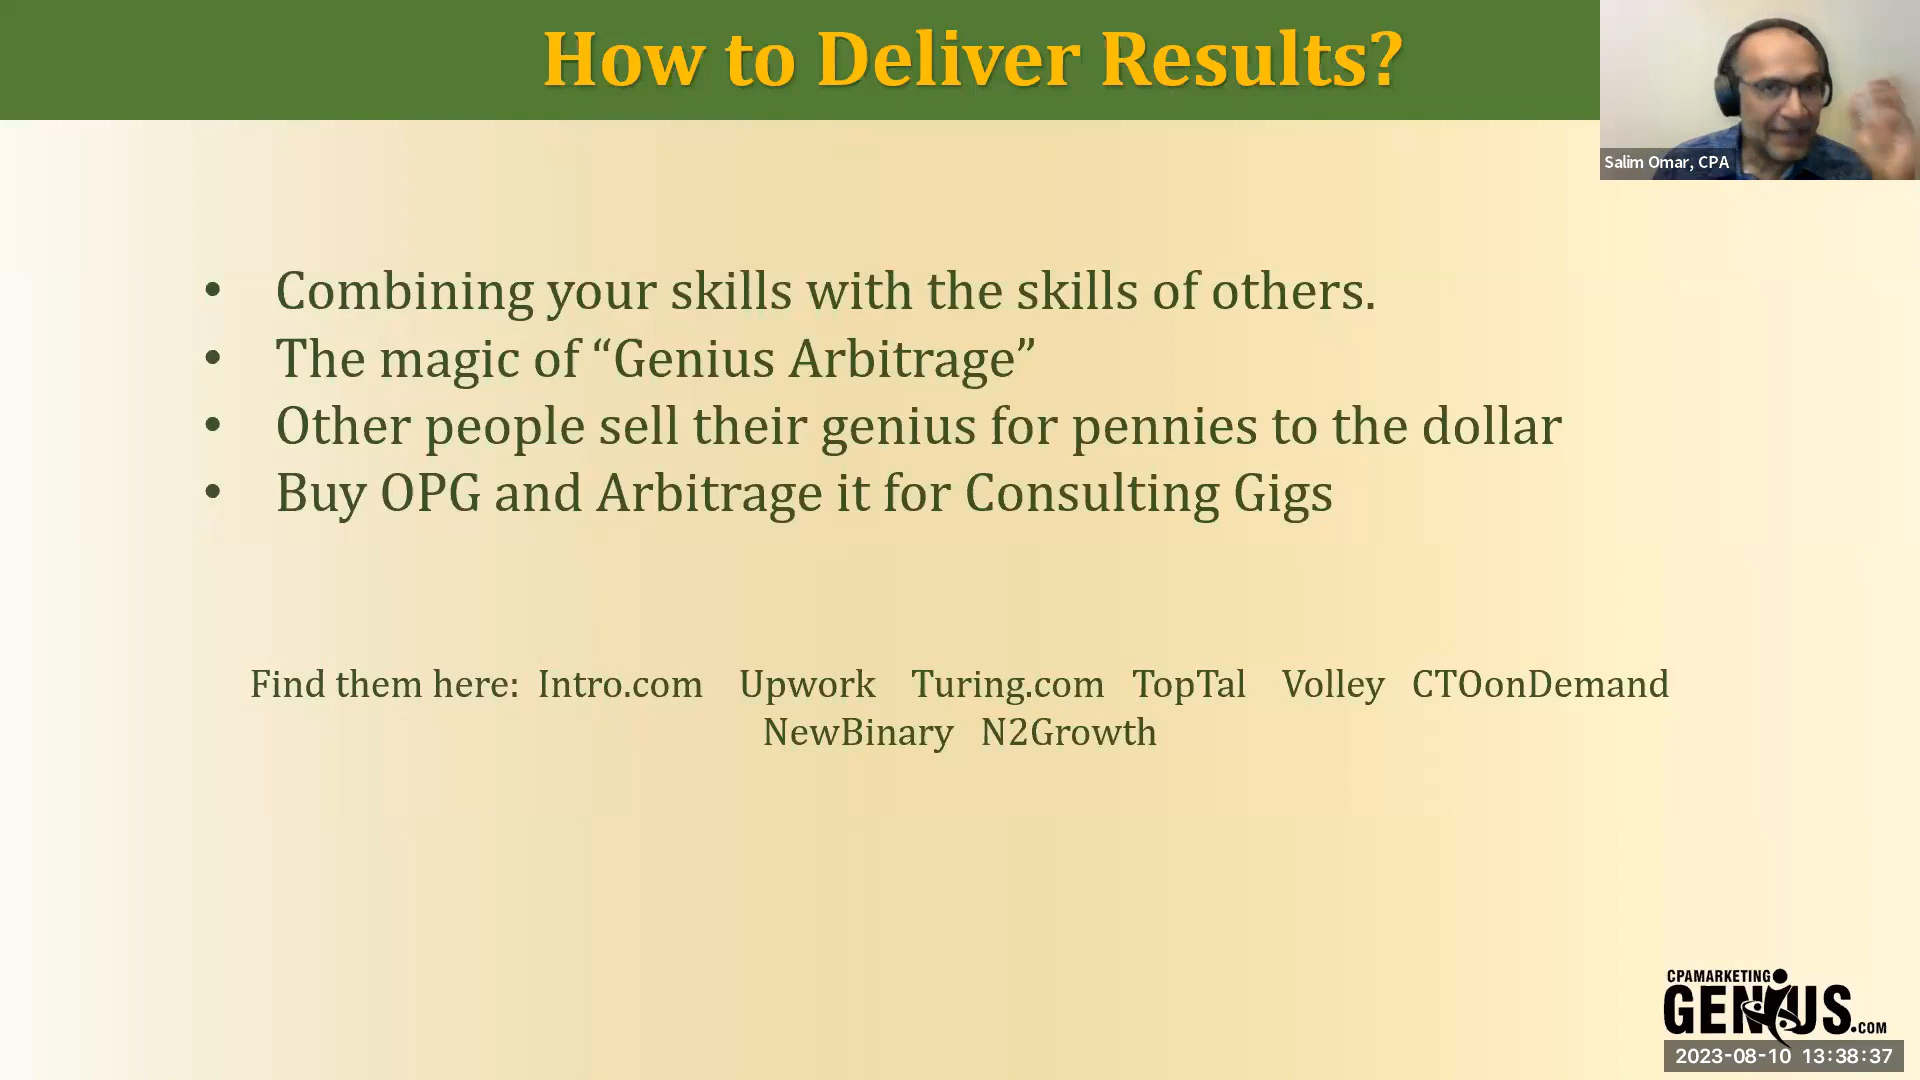 How to Deliver Results?
Salim Omar, CPA
• Combining your skills with the skills of others.
• The magic of “Genius Arbitrage”
• Other people sell their genius for pennies to the dollar
• Buy OPG and Arbitrage it for Consulting Gigs
Find them here: Intro.com Upwork Turing.com TopTal Volley CTOonDemand
NewBinary N2Growth
CPAMARKETING
GENIUS.COM
2023-08-10 13:38:37